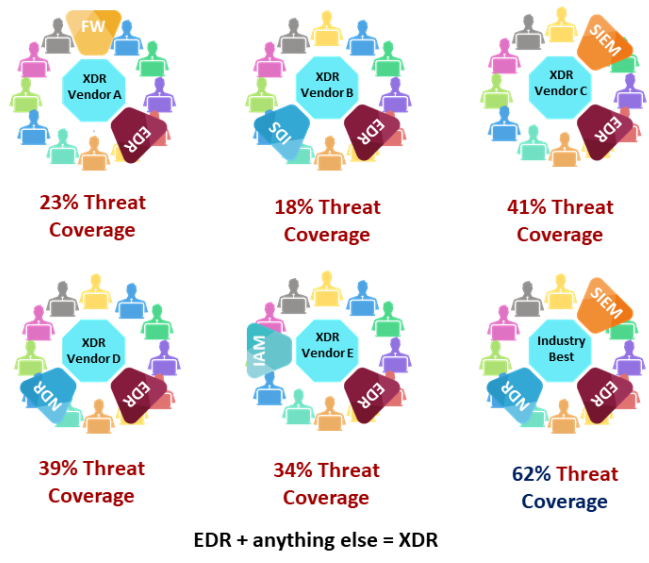 FW
XDR
Vendor A
EDR
23% Threat
Coverage
XDR
Vendor B
IDS
EDR
18% Threat
Coverage
SIEM
XDR
Vendor C
EDR
41% Threat
Coverage
XDR
Vendor D
NDR
EDR
39% Threat
Coverage
IAM
XDR
Vendor E
EDR
34% Threat
Coverage
SIEM
Industry
Best
NDR
EDR
62% Threat
Coverage
EDR + anything else = XDR